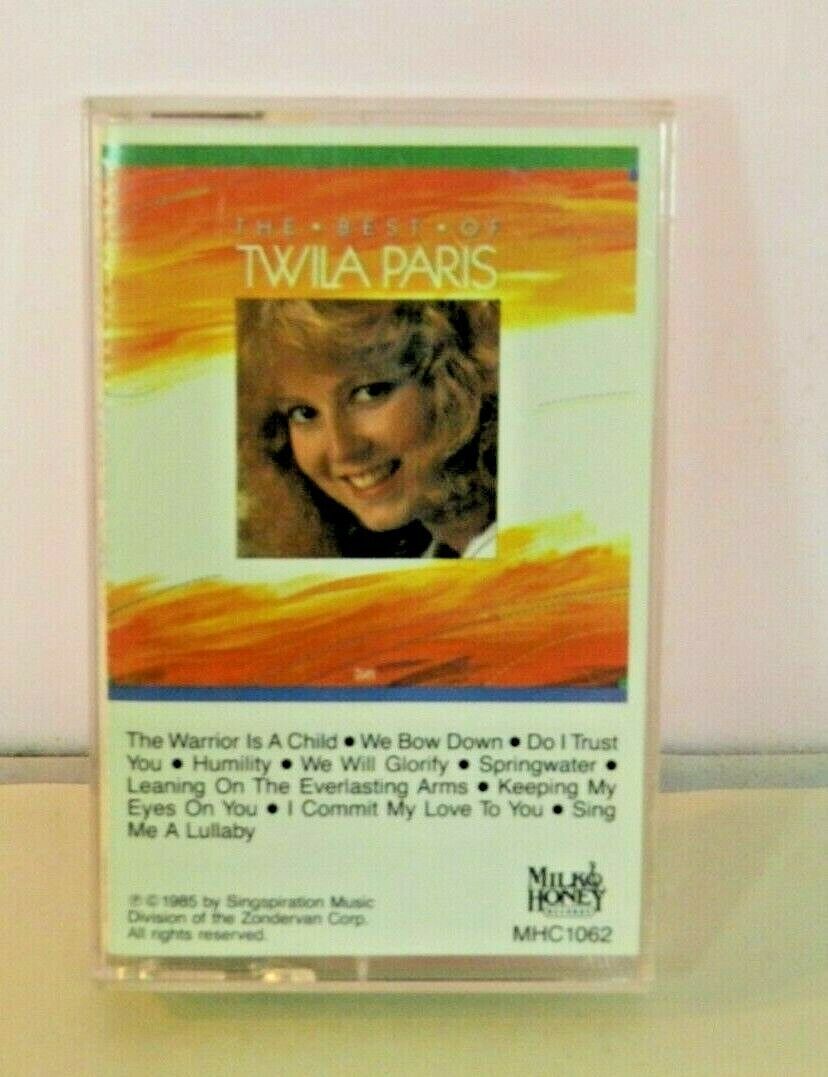 THE • BEST • OF
TWILA PARIS
The Warrior Is A Child • We Bow Down • Do I Trust
You • Humility • We Will Glorify • Springwater •
Leaning On The Everlasting Arms • Keeping My
Eyes On You • I Commit My Love To You • Sing
Me A Lullaby
MILK &
HONEY
RECORDS
℗ © 1985 by Singspiration Music
Division of the Zondervan Corp.
All rights reserved.
MHC1062